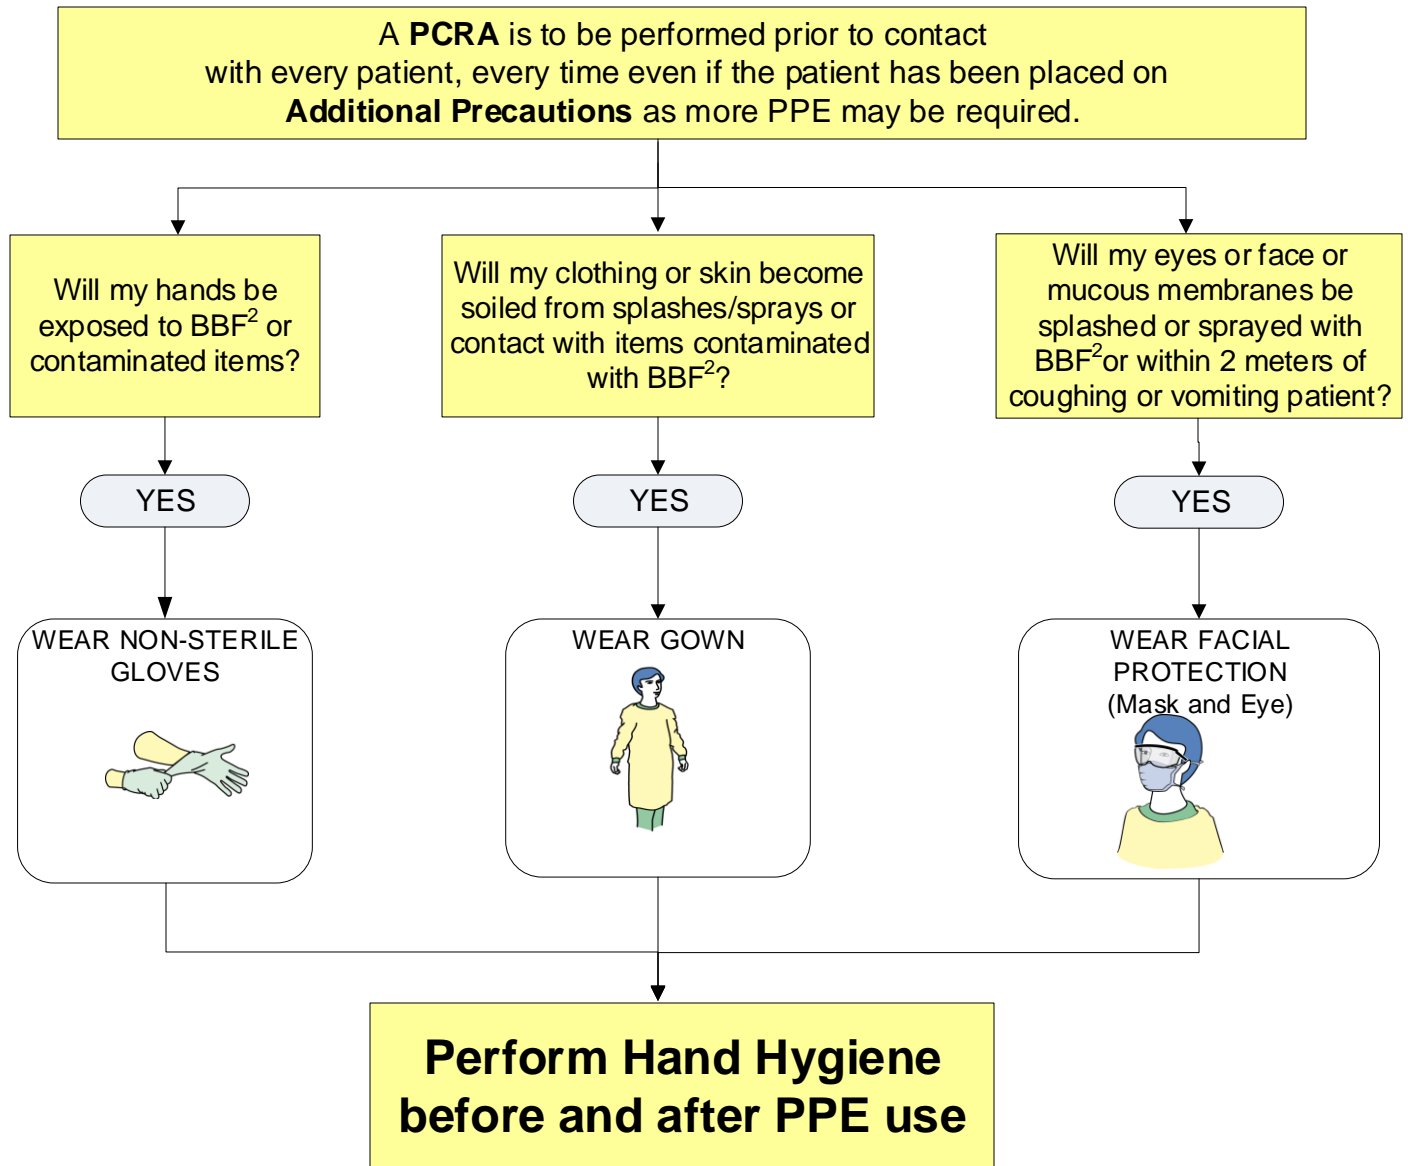 A PCRA is to be performed prior to contact
with every patient, every time even if the patient has been placed on
Additional Precautions as more PPE may be required.
Will my hands be
exposed to BBF² or
contaminated items?
Will my clothing or skin become
soiled from splashes/sprays or
contact with items contaminated
with BBF²?
Will my eyes or face or
mucous membranes be
splashed or sprayed with
BBF²or within 2 meters of
coughing or vomiting patient?
YES
YES
YES
WEAR NON-STERILE
GLOVES
WEAR GOWN
WEAR FACIAL
PROTECTION
(Mask and Eye)
Perform Hand Hygiene
before and after PPE use